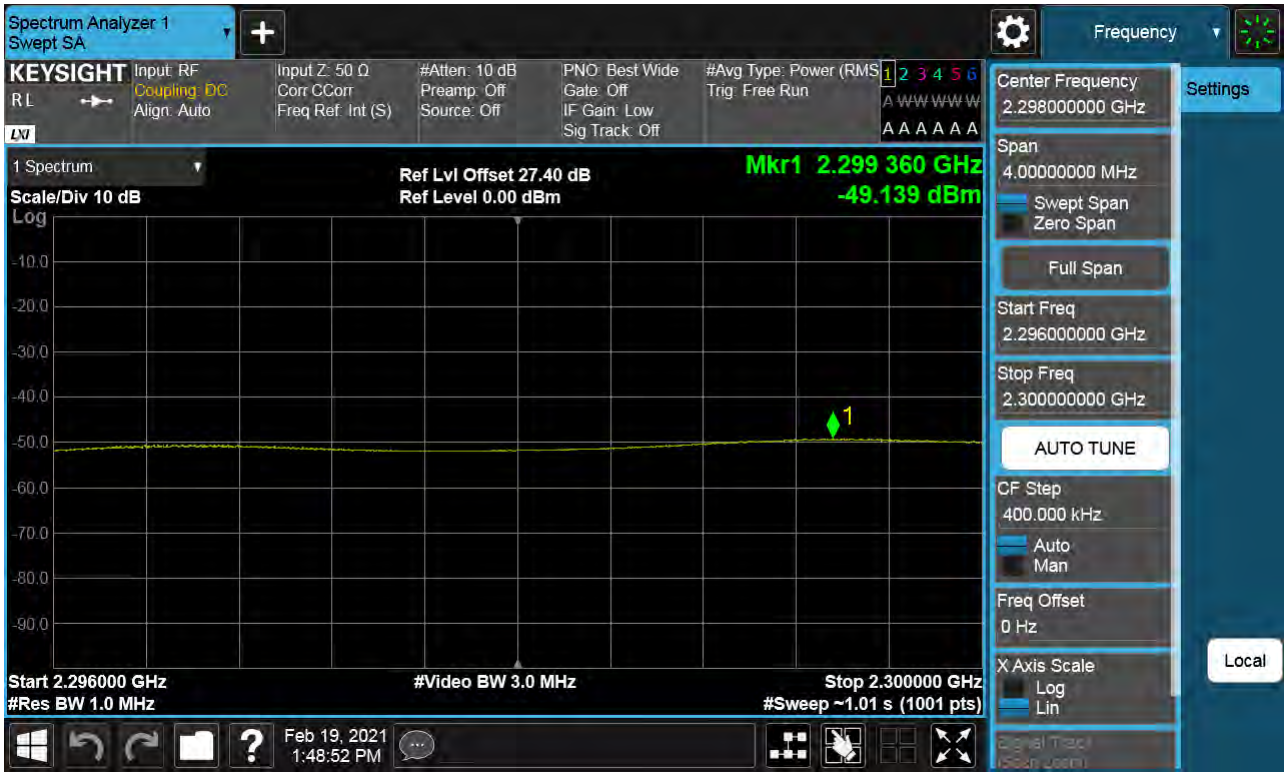 Spectrum Analyzer 1
Swept SA
+
Frequency
KEYSIGHT
RL
LXI
Input: RF
Coupling: DC
Align: Auto
Input Z: 50 Ω
Corr CCorr
Freq Ref: Int (S)
#Atten: 10 dB
Preamp: Off
Source: Off
PNO: Best Wide
Gate: Off
IF Gain: Low
Sig Track: Off
#Avg Type: Power (RMS
Trig: Free Run
1 2 3 4 5 6
A WW WW W
A A A A A A
1 Spectrum
Scale/Div 10 dB
Log
Ref Lvl Offset 27.40 dB
Ref Level 0.00 dBm
Mkr1 2.299 360 GHz
-49.139 dBm
-10.0
-20.0
-30.0
-40.0
-50.0
-60.0
-70.0
-80.0
-90.0
1
Start 2.296000 GHz
#Res BW 1.0 MHz
#Video BW 3.0 MHz
Stop 2.300000 GHz
#Sweep ~1.01 s (1001 pts)
Center Frequency
2.298000000 GHz
Span
4.00000000 MHz
Swept Span
Zero Span
Full Span
Start Freq
2.296000000 GHz
Stop Freq
2.300000000 GHz
AUTO TUNE
CF Step
400.000 kHz
Auto
Man
Freq Offset
0 Hz
X Axis Scale
Log
Lin
Signal Track
(Span Zoom)
Settings
Local
?
Feb 19, 2021
1:48:52 PM